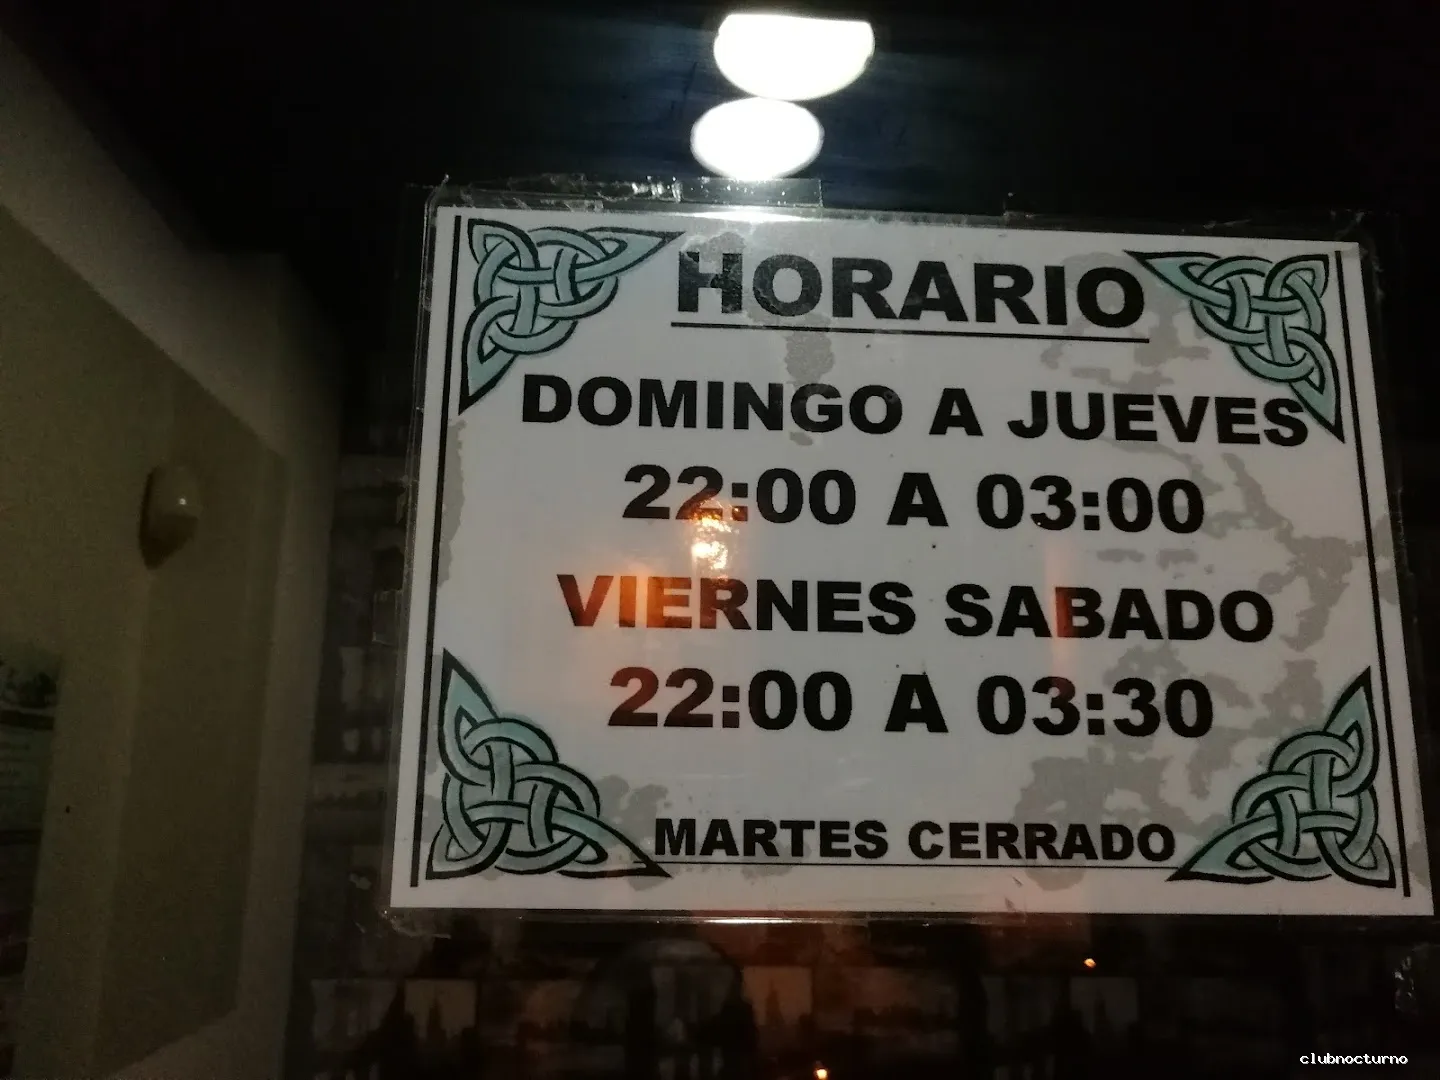 HORARIO
DOMINGO A JUEVES
22:00 A 03:00
VIERNES SABADO
22:00 A 03:30
MARTES CERRADO
clubnocturno